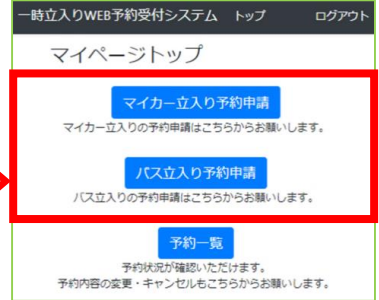 一時立入りWEB予約受付システム トップ ログアウト
マイページトップ
マイカー立入り予約申請
マイカー立入りの予約申請はこちらからお願いします。
バス立入り予約申請
バス立入りの予約申請はこちらからお願いします。
予約一覧
予約状況が確認いただけます。
予約内容の変更・キャンセルもこちらからお願いします。